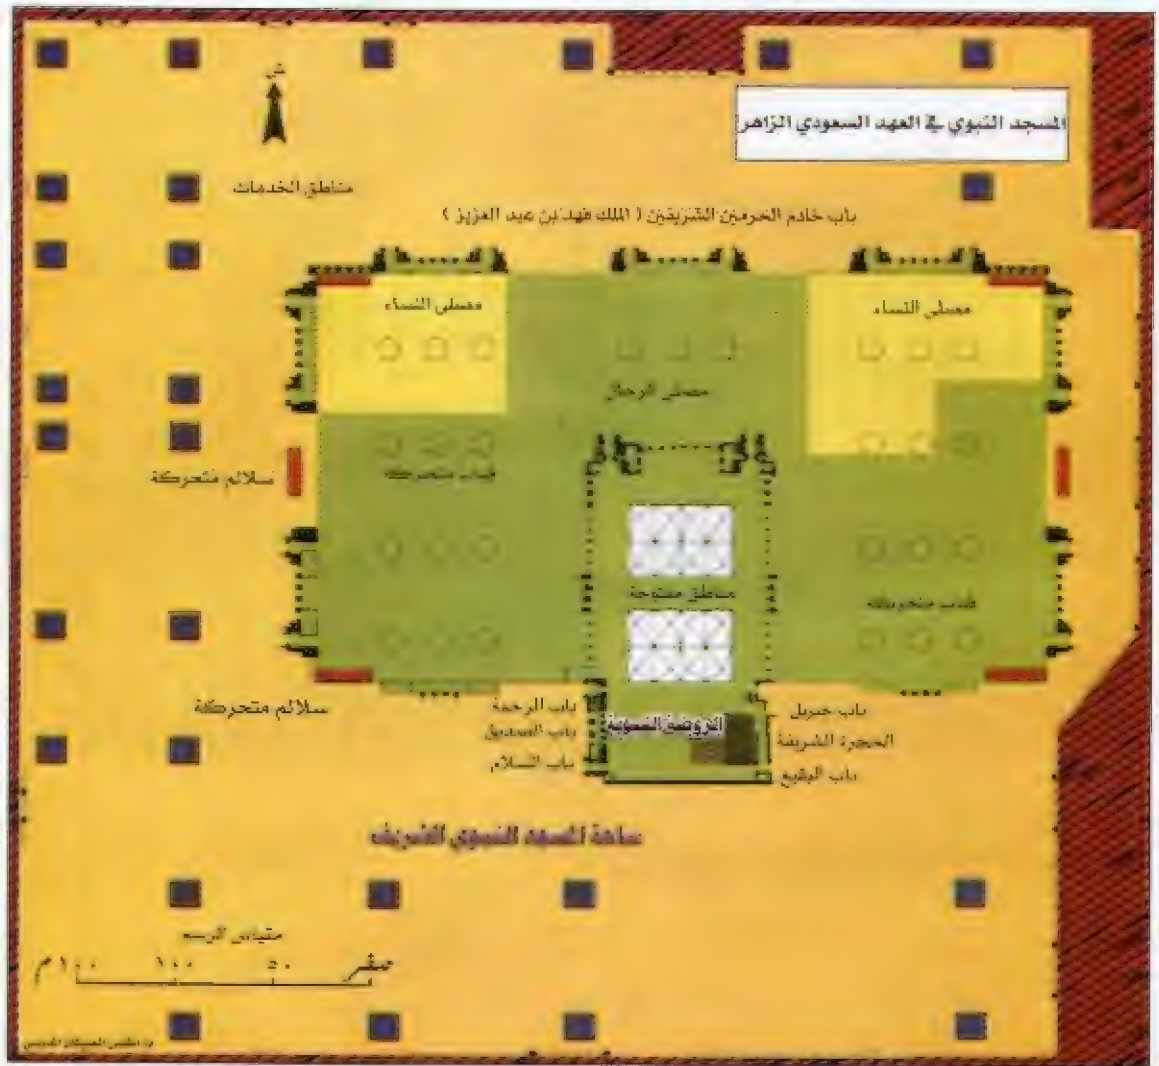 المسجد النبوي في العهد السعودي الزاهر
مناطق الخدمات
باب خادم الحرمين الشريفين ( الملك فهد بن عبد العزيز )
مصلى النساء
مصلى النساء
مصلى الرجال
قباب متحركة
سلالم متحركة
مناطق مفتوحة
قباب متحركة
سلالم متحركة
باب الرحمة
باب جبريل
باب الصديق
الروضة
الحجرة الشريفة
باب السلام
باب البقيع
ساحة المسجد النبوي الشريف
مقياس الرسم
صفر ٥٠ ١٠٠